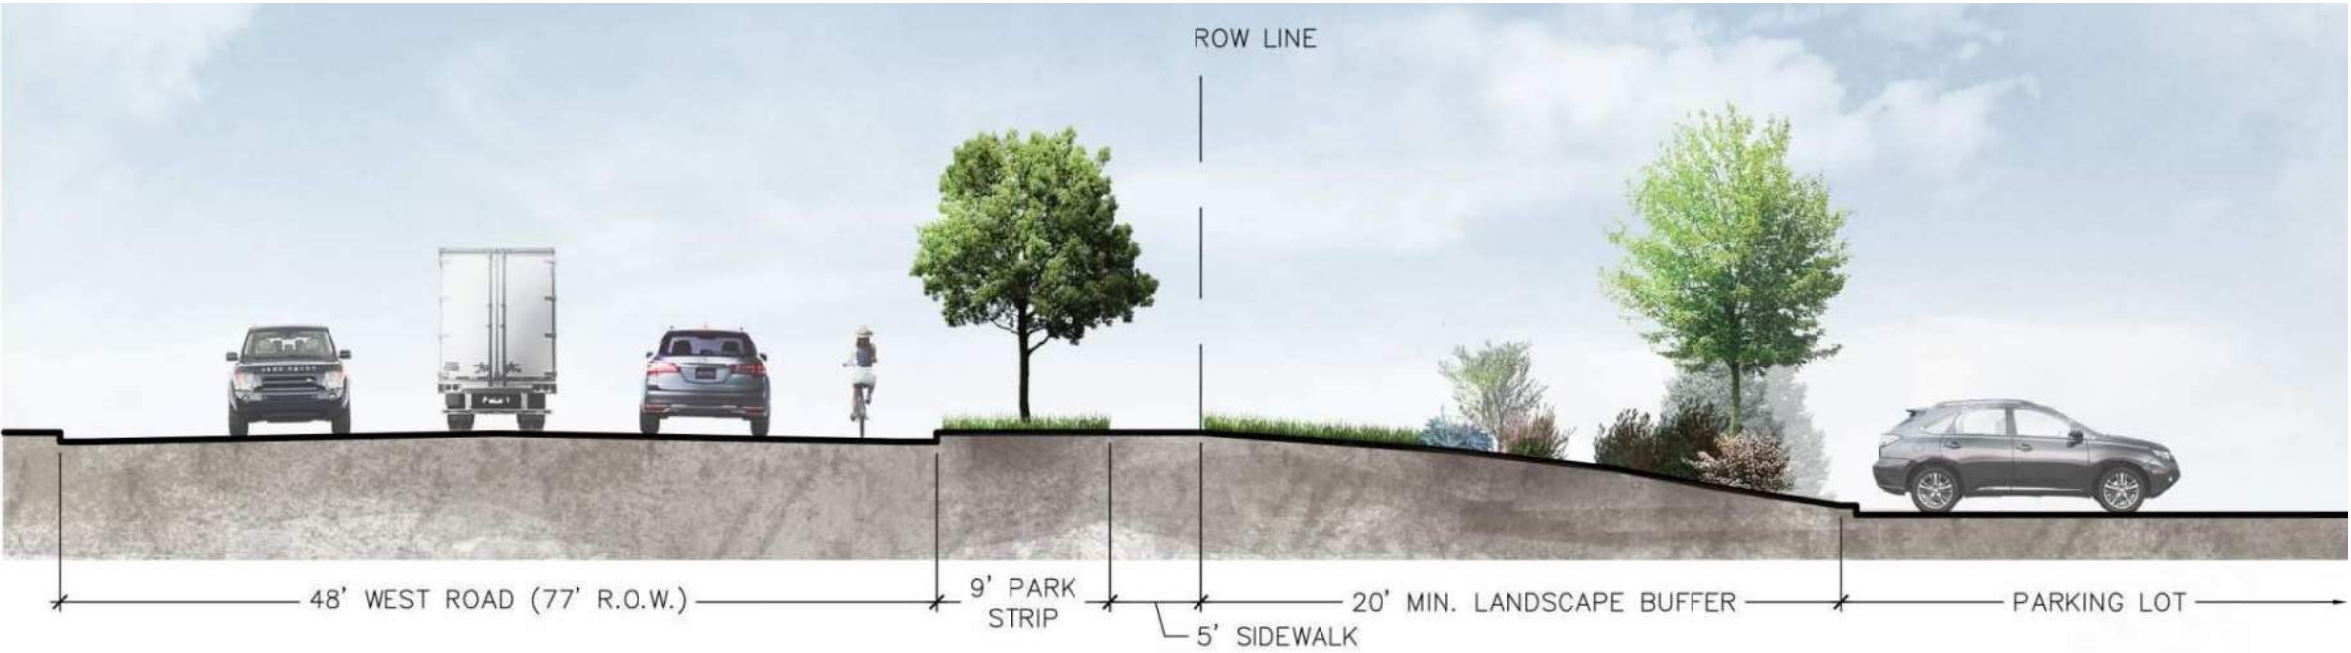 ROW LINE
48' WEST ROAD (77' R.O.W.)
9' PARK
STRIP
5' SIDEWALK
20' MIN. LANDSCAPE BUFFER
PARKING LOT